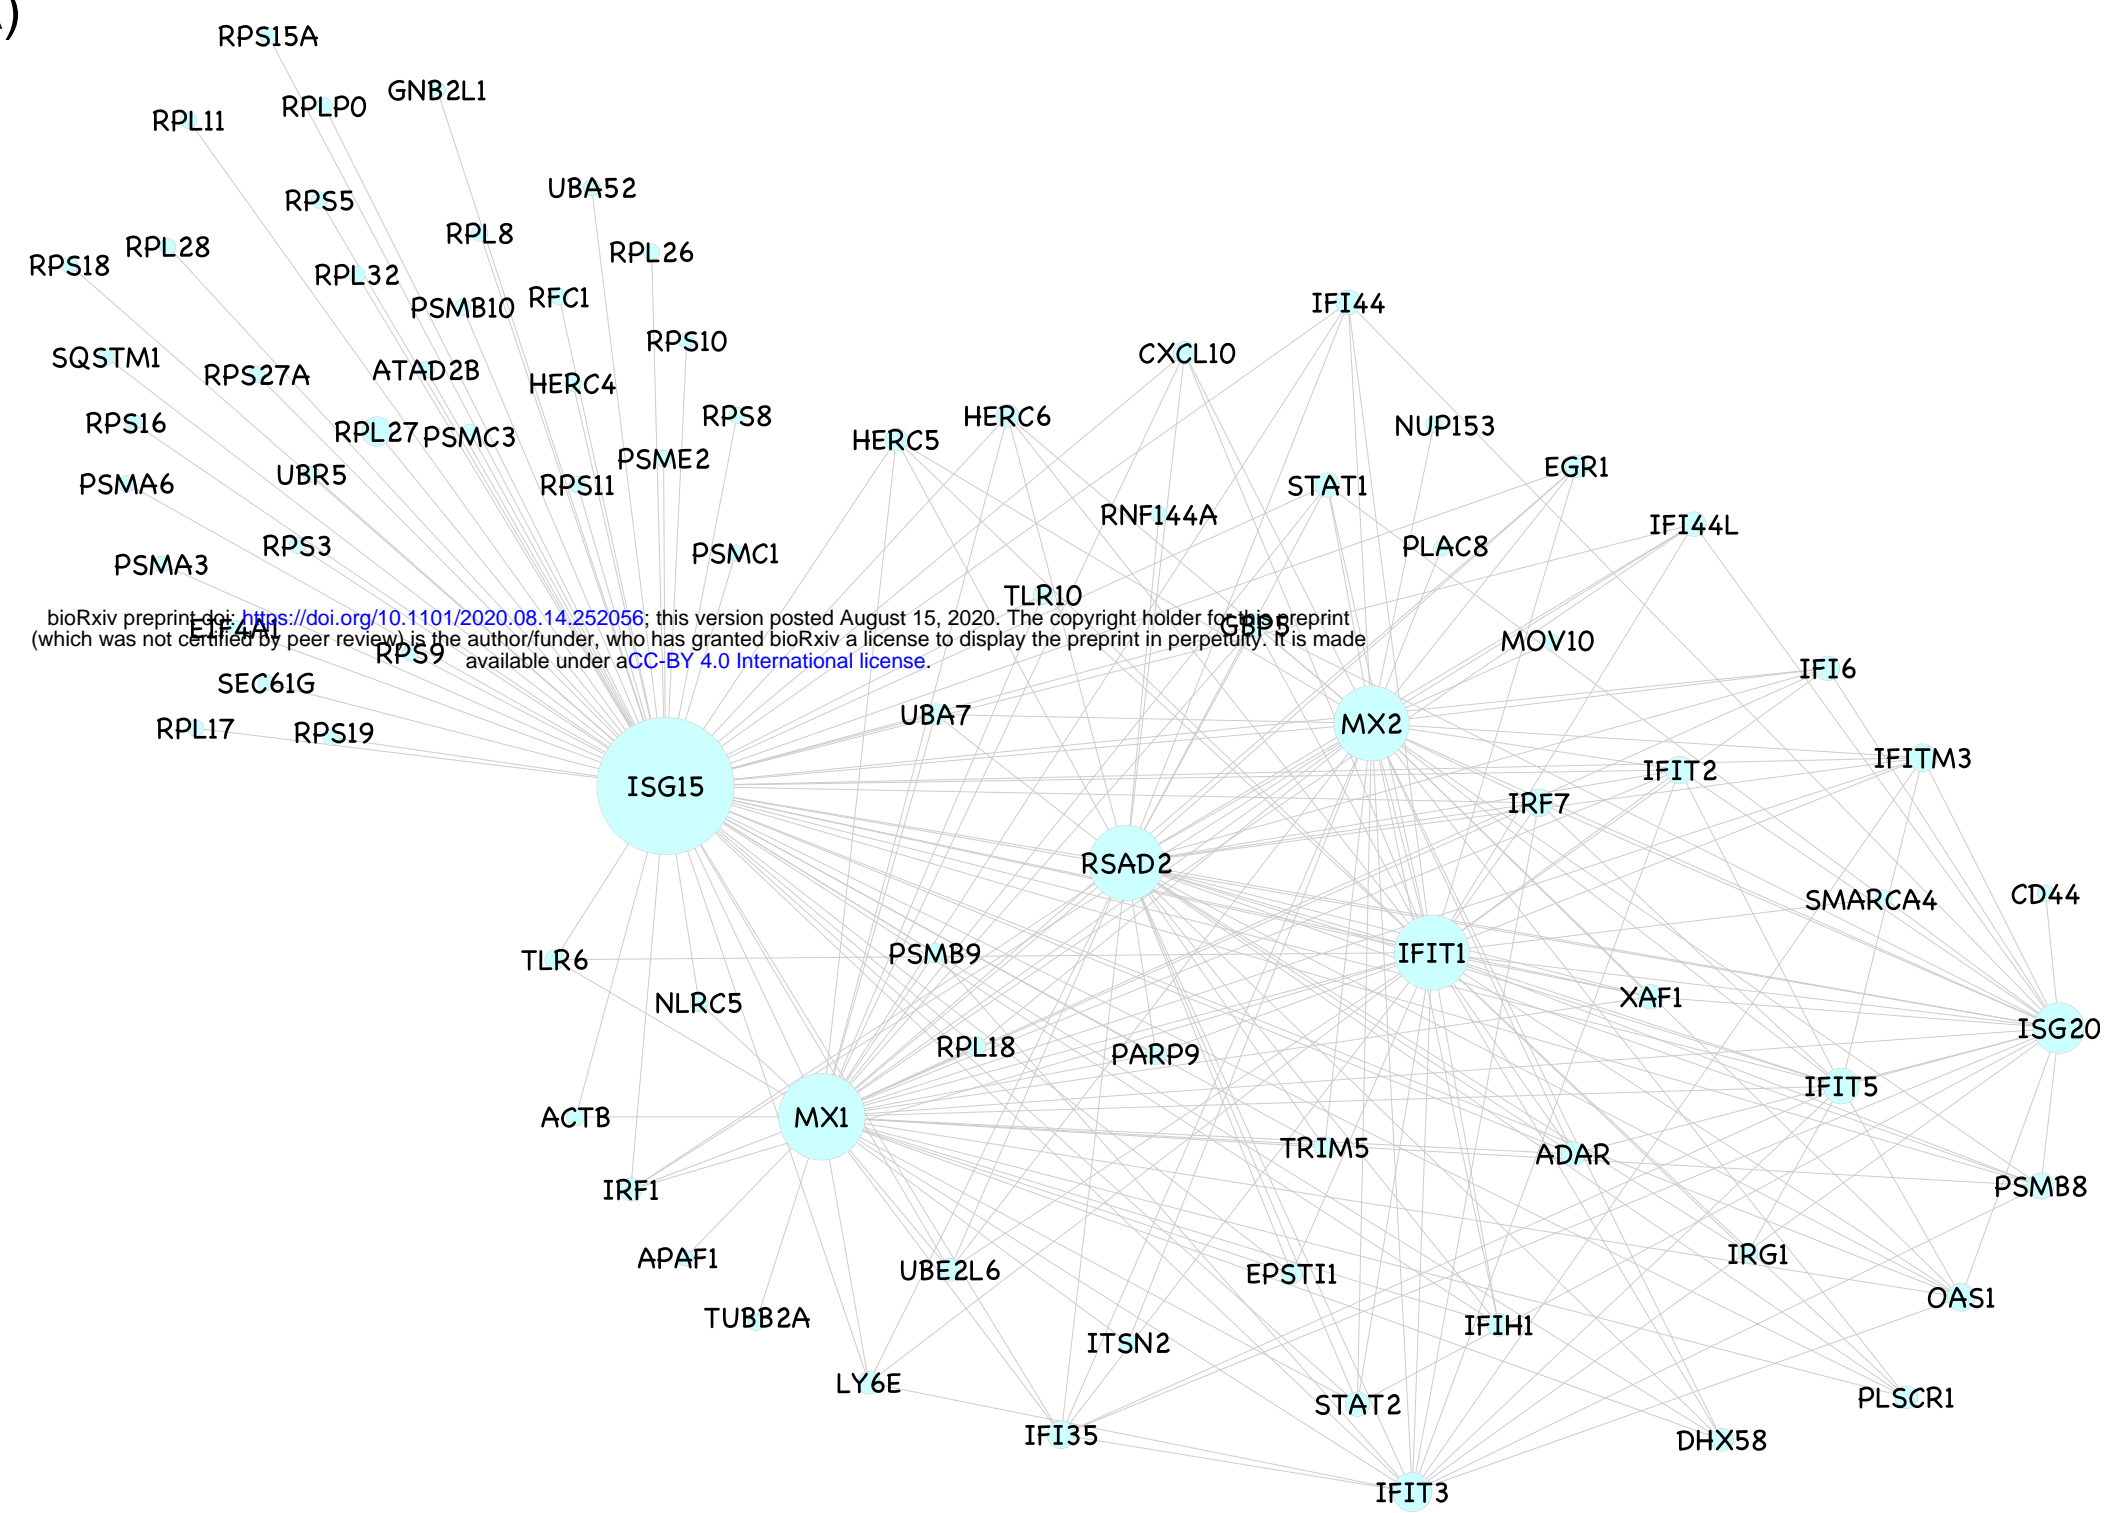 )
RPS15A
GNB2L1
RPLP0
RPL11
UBA52
RPS5
RPL8
RPL28
RPL26
RPS18
RPL32
RFC1
PSMB10
IFI44
RPS10
CXCL10
SQSTM1
ATAD2B
RPS27A
HERC4
HERC6
RPS8
RPS16
NUP153
RPL27
PSMC3
HERC5
PSME2
EGR1
UBR5
PSMA6
RPS11
STAT1
RNF144A
IFI44L
RPS3
PLAC8
PSMC1
PSMA3
TLR10
bioRxiv preprint doi: https://doi.org/10.1101/2020.08.14.252056; this version posted August 15, 2020. The copyright holder for this preprint
GBP5
EIF4A1
(which was not certified by peer review) is the author/funder, who has granted bioRxiv a license to display the preprint in perpetuity. It is made
MOV10
RPS9
available under aCC-BY 4.0 International license.
IFI6
SEC61G
UBA7
MX2
RPL17
RPS19
IFITM3
IFIT2
ISG15
IRF7
RSAD2
CD44
SMARCA4
PSMB9
IFIT1
TLR6
XAF1
NLRC5
ISG20
RPL18
PARP9
IFIT5
ACTB
MX1
TRIM5
ADAR
PSMB8
IRF1
IRG1
APAF1
UBE2L6
EPSTI1
OAS1
TUBB2A
IFIH1
ITSN2
LY6E
PLSCR1
STAT2
IFI35
DHX58
IFIT3